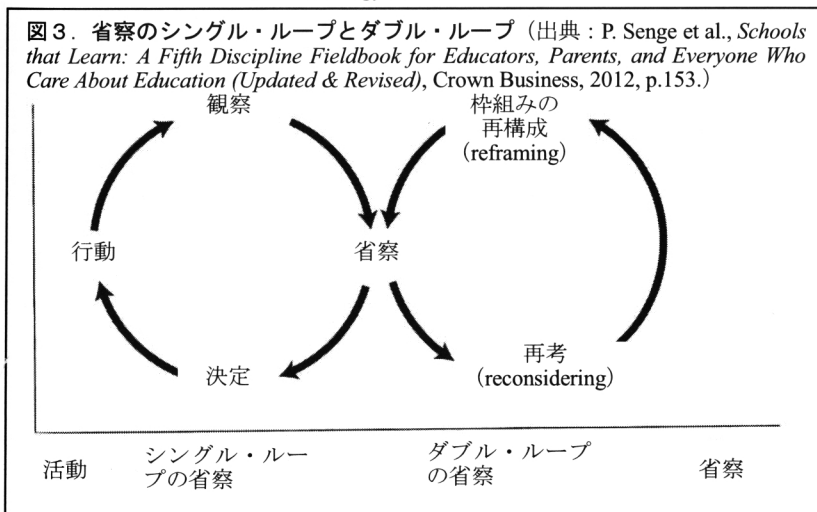 図3．省察のシングル・ループとダブル・ループ（出典：P. Senge et al., Schools
that Learn: A Fifth Discipline Fieldbook for Educators, Parents, and Everyone Who
Care About Education (Updated & Revised), Crown Business, 2012, p.153.）
観察
枠組みの
再構成
(reframing)
行動
省察
決定
再考
(reconsidering)
活動
シングル・ルー
プの省察
ダブル・ループ
の省察
省察